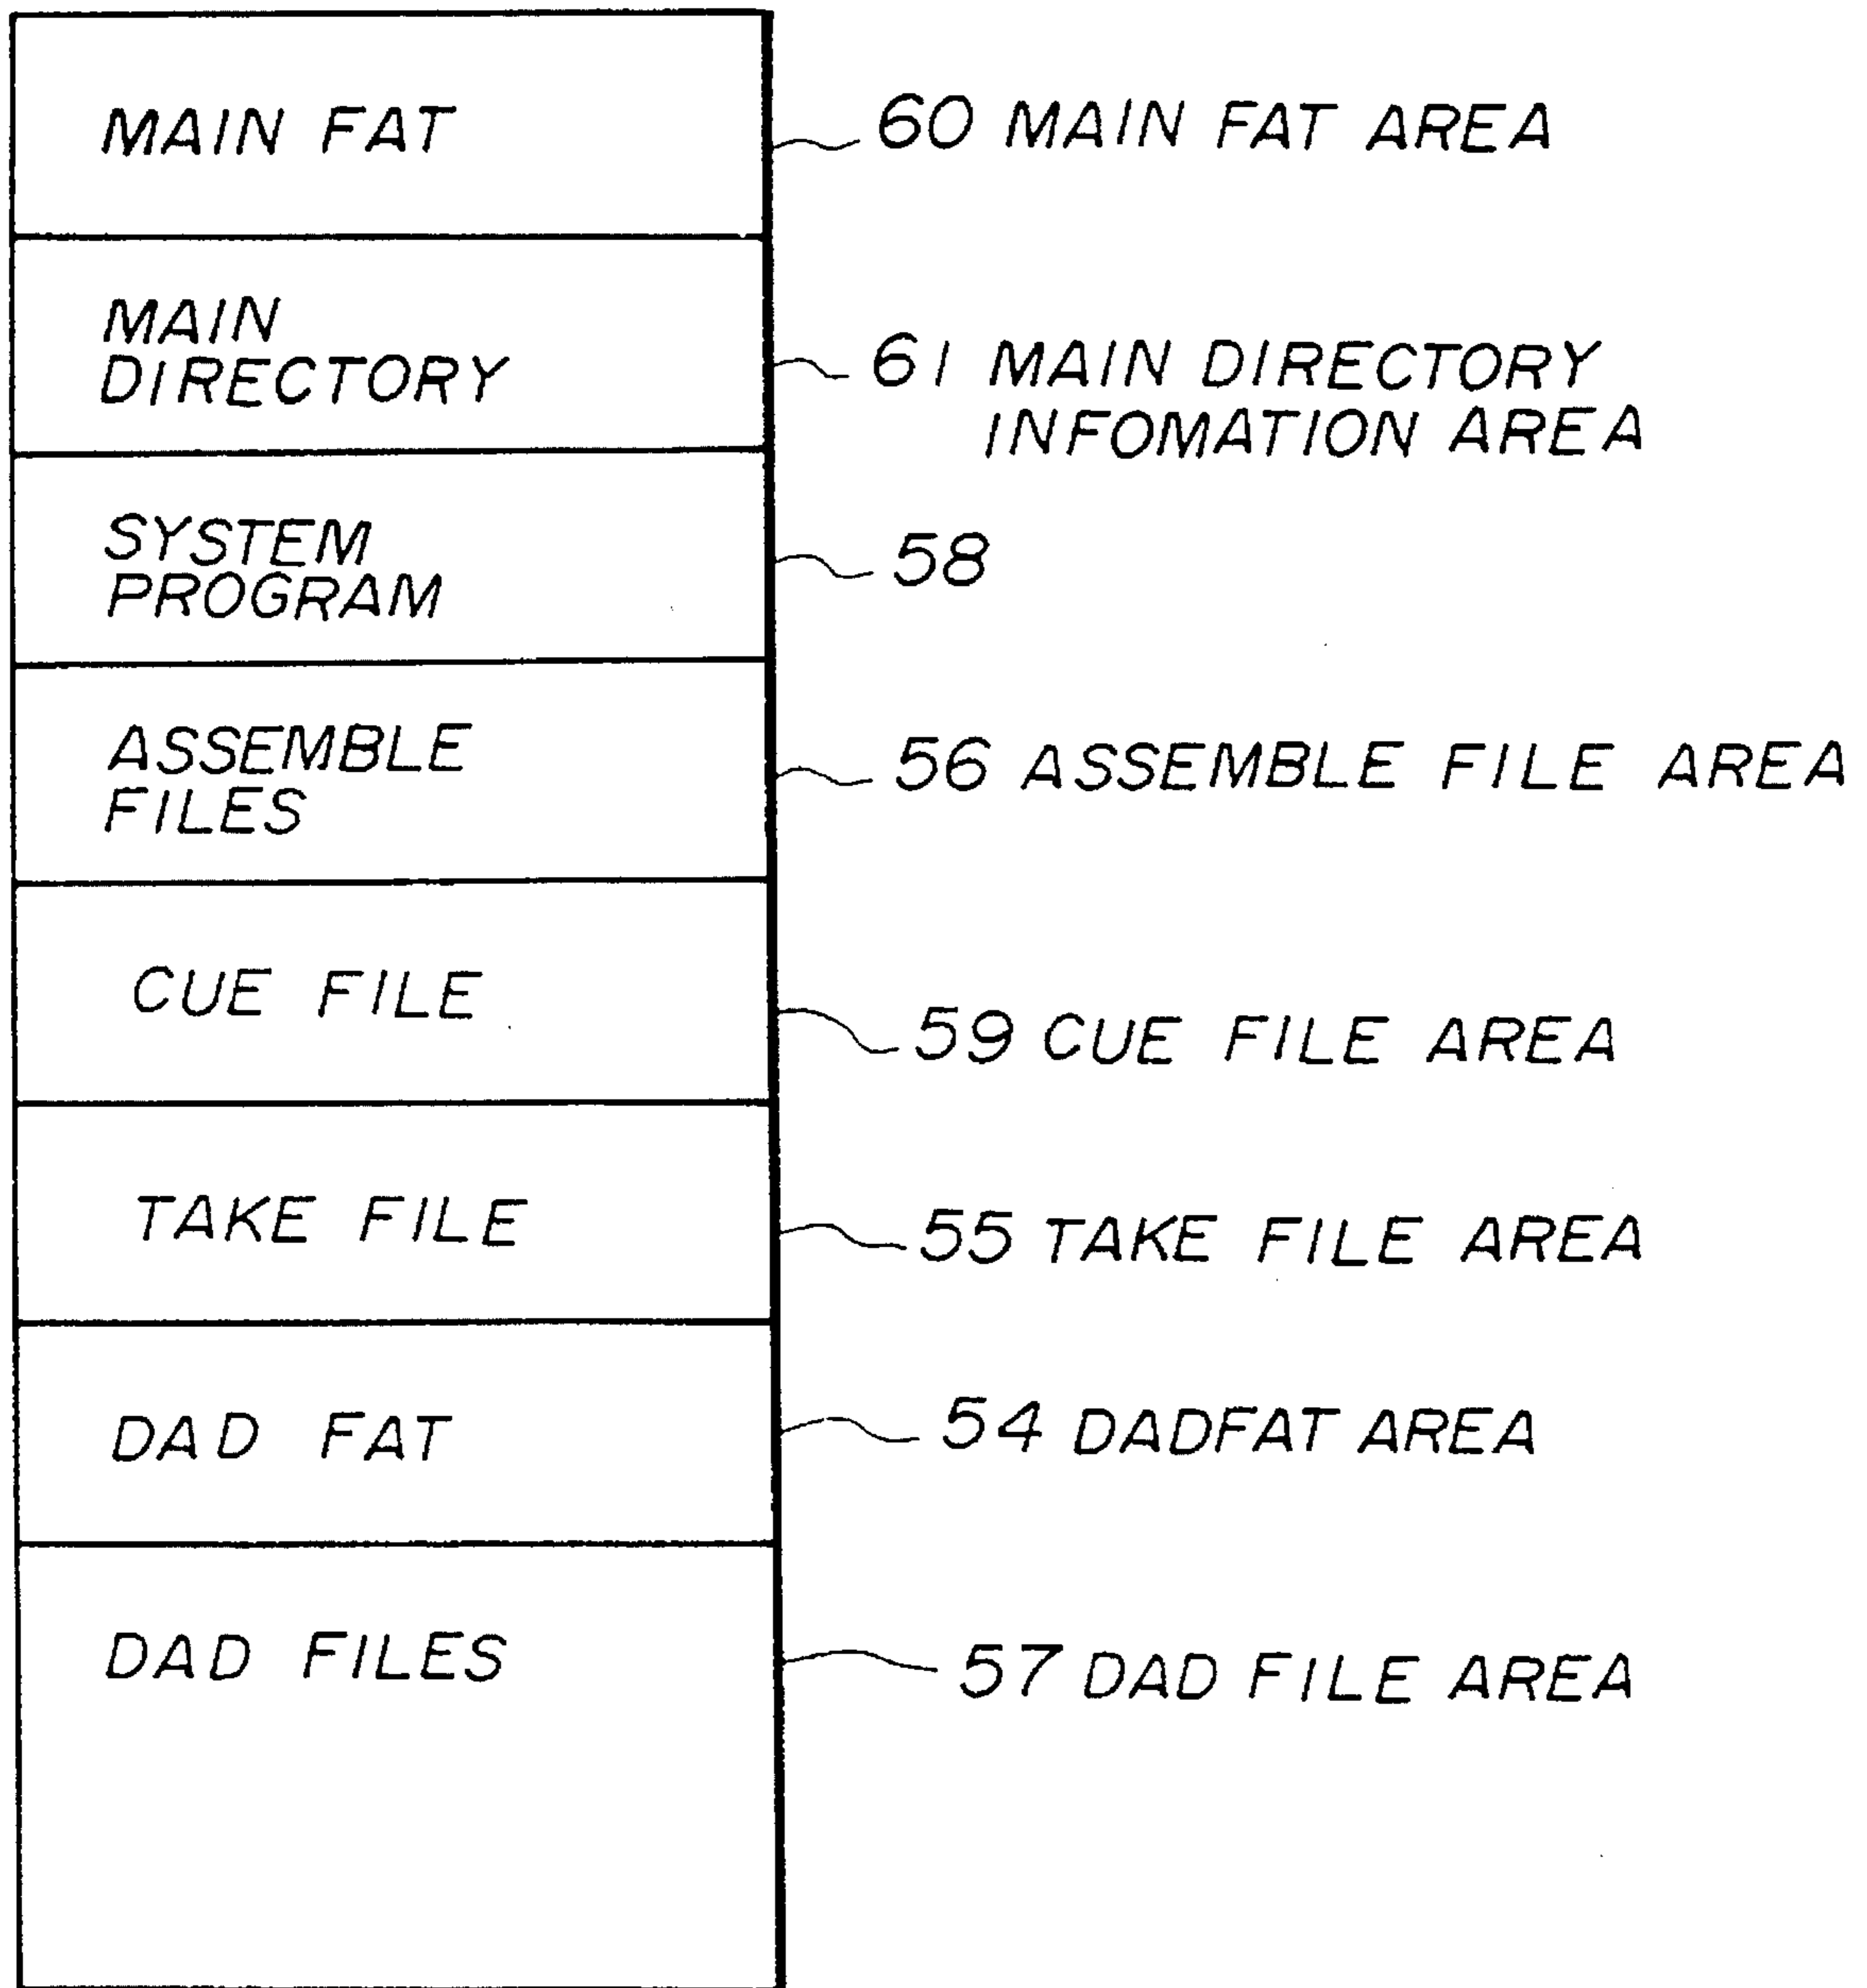 MAIN FAT
60 MAIN FAT AREA
MAIN
DIRECTORY
61 MAIN DIRECTORY
INFOMATION AREA
SYSTEM
PROGRAM
58
ASSEMBLE
FILES
56 ASSEMBLE FILE AREA
CUE FILE
59 CUE FILE AREA
TAKE FILE
55 TAKE FILE AREA
DAD FAT
54 DADFAT AREA
DAD FILES
57 DAD FILE AREA